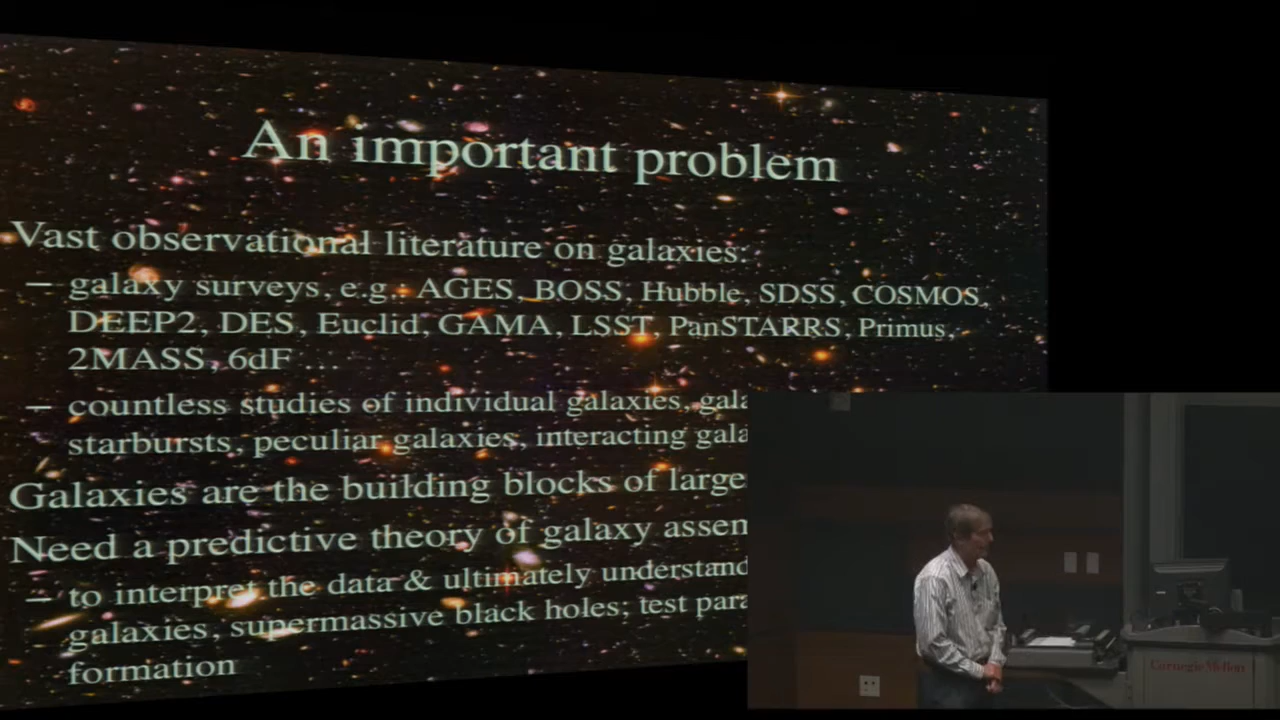 An important problem
Vast observational literature on galaxies:
– galaxy surveys, e.g.: AGES, BOSS, Hubble, SDSS, COSMOS,
DEEP2, DES, Euclid, GAMA, LSST, PanSTARRS, Primus,
2MASS, 6dF …
– countless studies of individual galaxies, gala
starbursts, peculiar galaxies, interacting gala
Galaxies are the building blocks of large
Need a predictive theory of galaxy assem
– to interpret the data & ultimately understand
galaxies, supermassive black holes; test para
formation
Carnegie Mellon